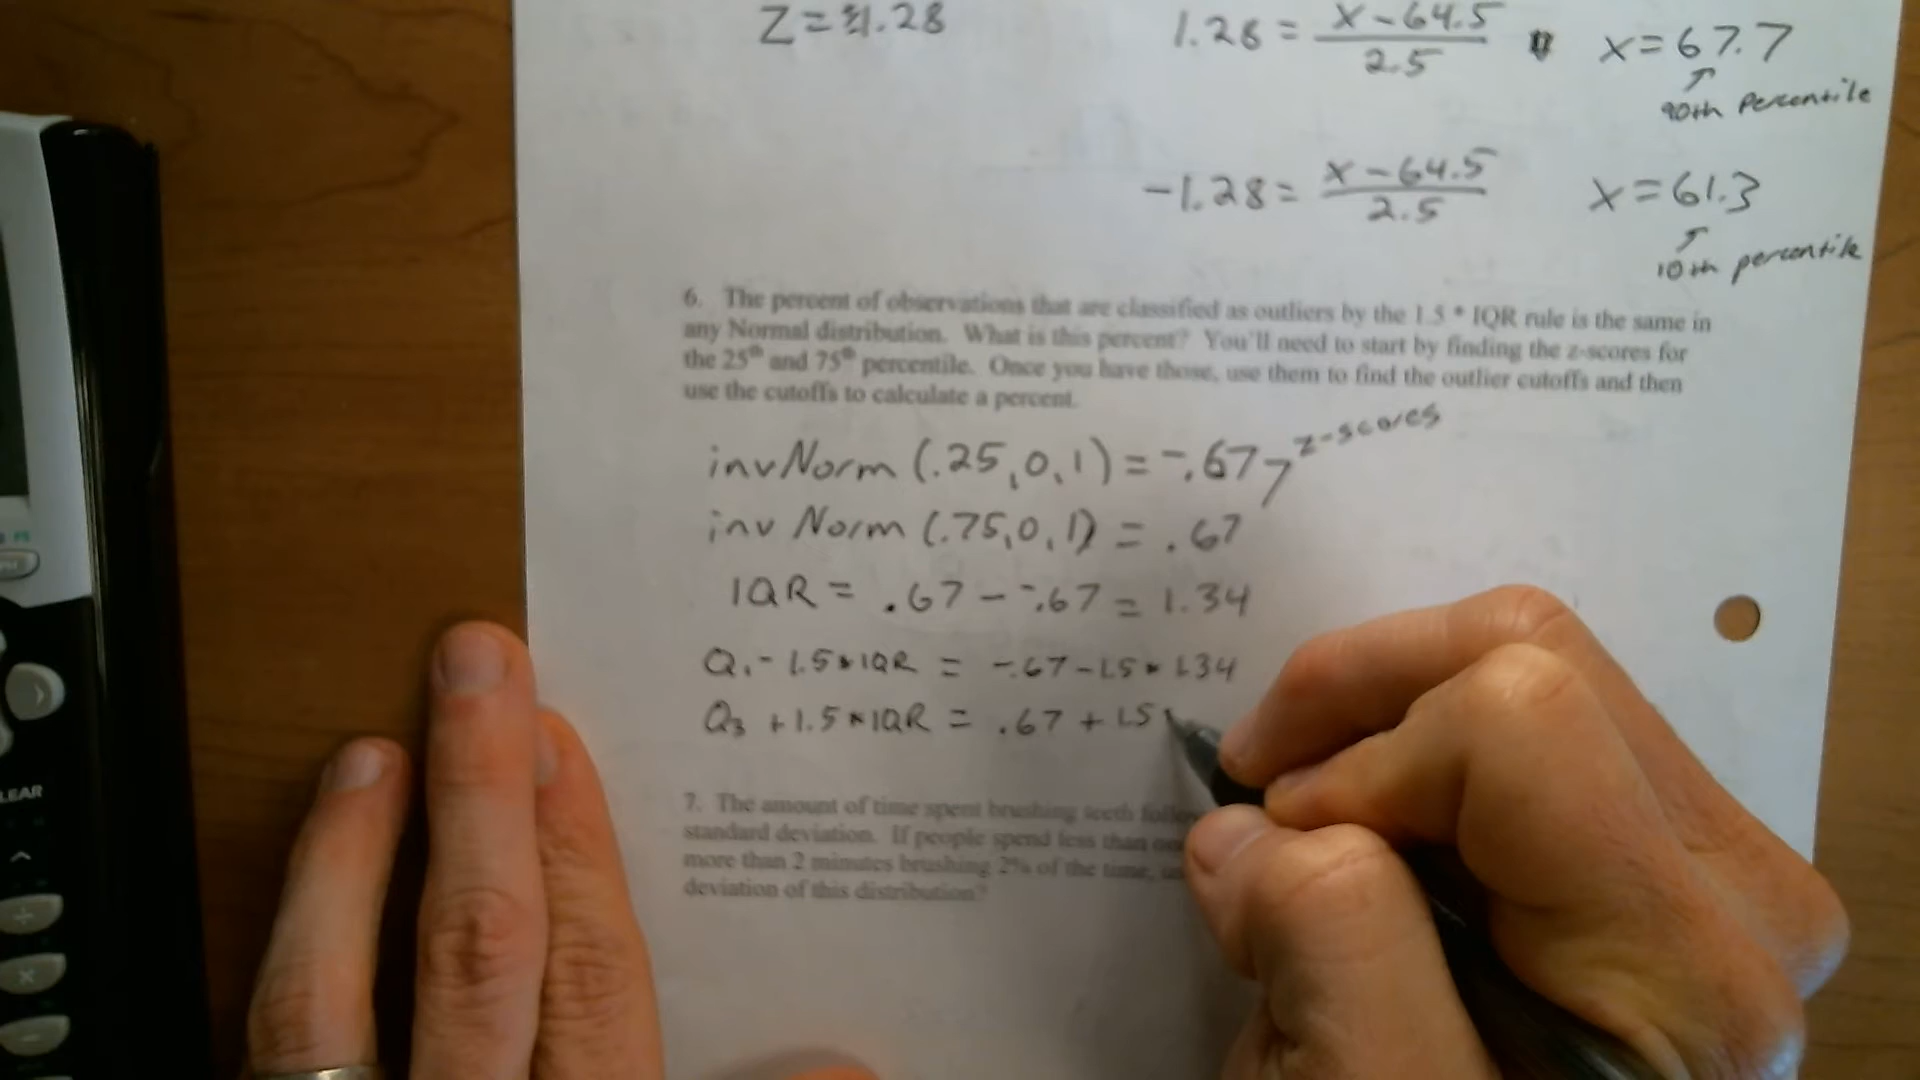 Z = 1.28
1.28 = x - 64.5 / 2.5
x = 67.7
90th Percentile
-1.28 = x - 64.5 / 2.5
x = 61.3
10th percentile
6. The percent of observations that are classified as outliers by the 1.5 * IQR rule is the same in
any Normal distribution. What is this percent? You'll need to start by finding the z-scores for
the 25th and 75th percentile. Once you have those, use them to find the outlier cutoffs and then
use the cutoffs to calculate a percent.
invNorm (.25,0,1) = -.67
z-scores
inv Norm (.75,0,1) = .67
IQR = .67 - -.67 = 1.34
Q1 - 1.5 * IQR = -.67 - 1.5 * 1.34
Q3 + 1.5 * IQR = .67 + 1.5
7. The amount of time spent brushing teeth
standard deviation. If people spend less than
more than 2 minutes brushing 2% of the time,
deviation of this distribution?
LEAR